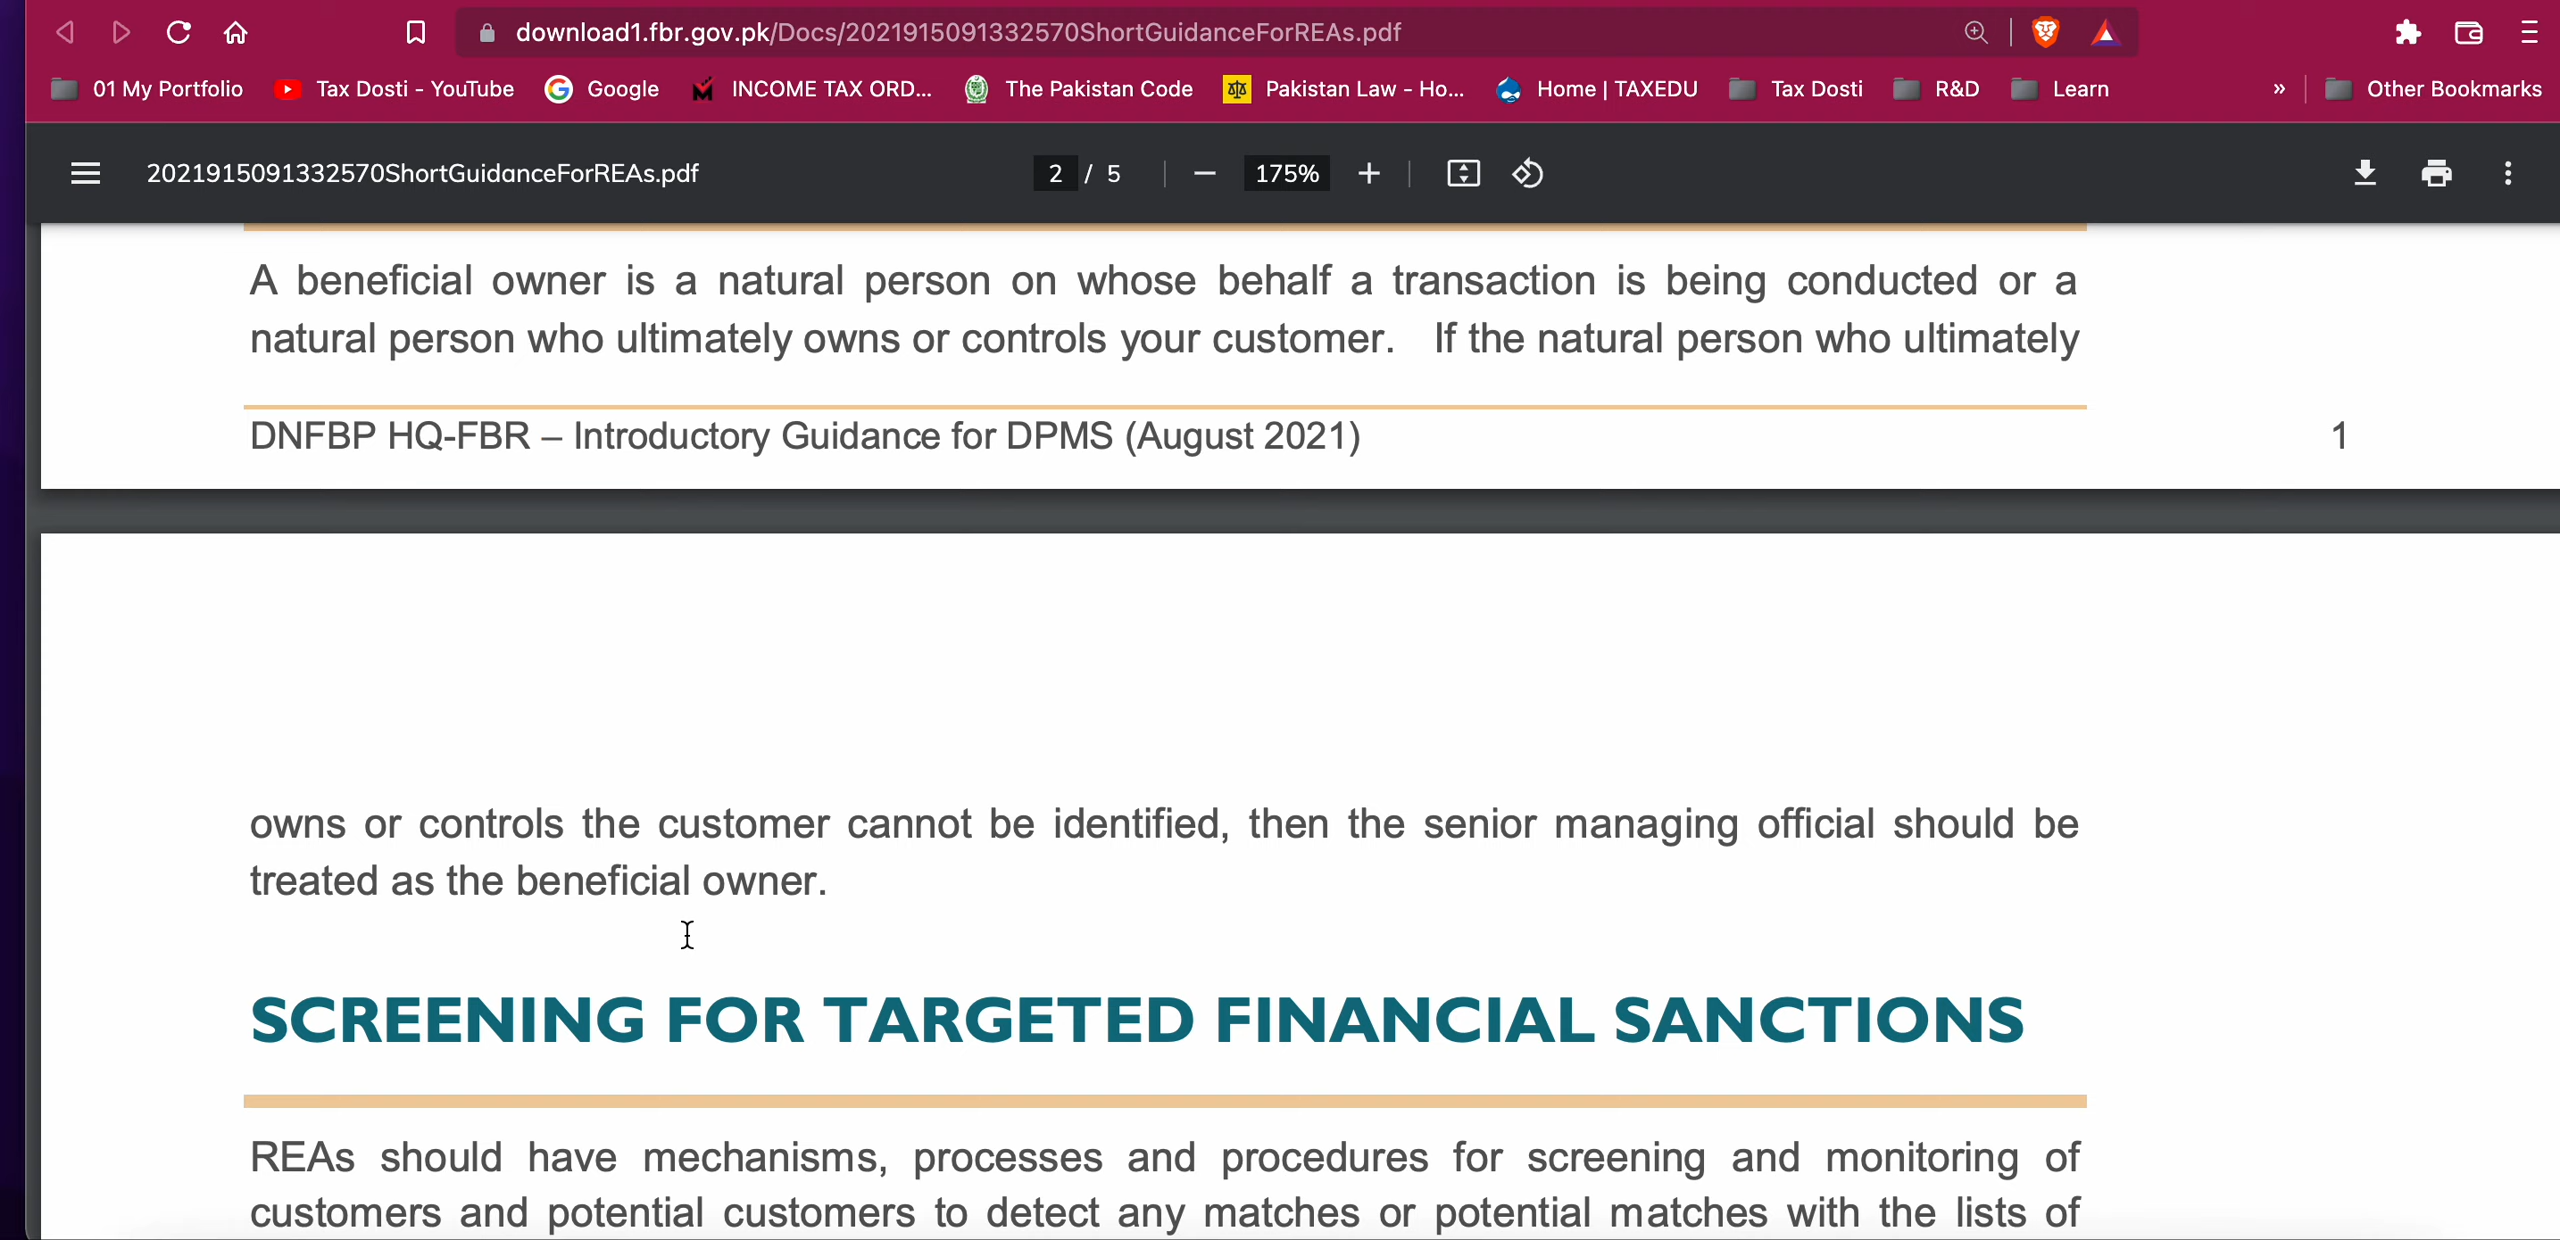 download1.fbr.gov.pk/Docs/2021915091332570ShortGuidanceForREAs.pdf
01 My Portfolio Tax Dosti - YouTube Google INCOME TAX ORD... The Pakistan Code Pakistan Law - Ho... Home | TAXEDU Tax Dosti R&D Learn » Other Bookmarks
2021915091332570ShortGuidanceForREAs.pdf 2 / 5 175%
A beneficial owner is a natural person on whose behalf a transaction is being conducted or a
natural person who ultimately owns or controls your customer. If the natural person who ultimately
DNFBP HQ-FBR – Introductory Guidance for DPMS (August 2021) 1
owns or controls the customer cannot be identified, then the senior managing official should be
treated as the beneficial owner.
SCREENING FOR TARGETED FINANCIAL SANCTIONS
REAs should have mechanisms, processes and procedures for screening and monitoring of
customers and potential customers to detect any matches or potential matches with the lists of